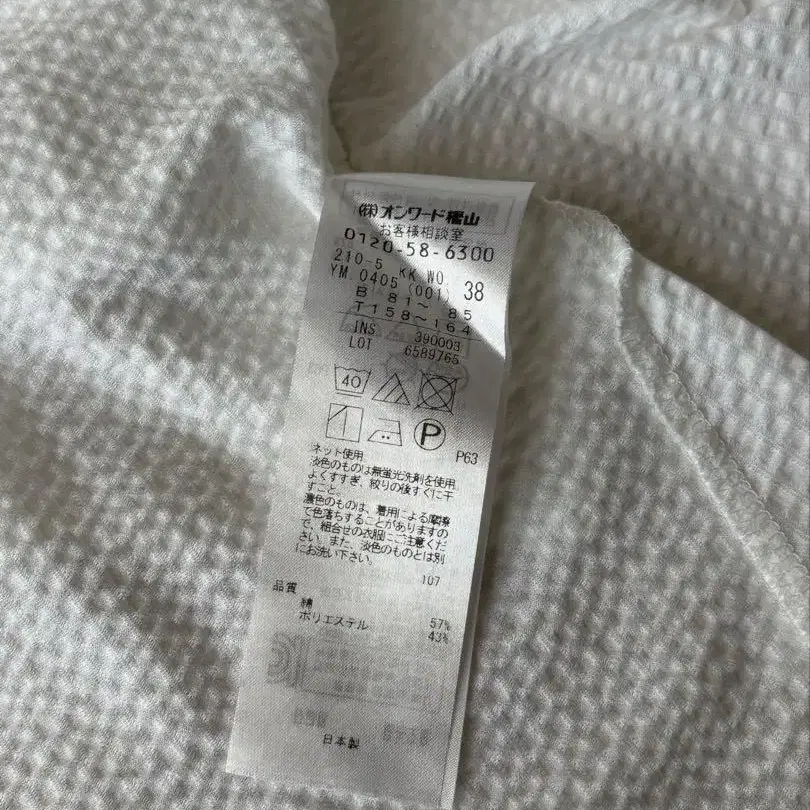 ㈱オンワード樫山
お客様相談室
0120-58-6300
210-5 KK WO.
YM 0405 (001) 38
B 81～ 85
T158～164
INS 390003
LOT 6589765
40
P
P63
ネット使用
淡色のものは無蛍光洗剤を使用
よくすすぎ、絞りの後すぐに干
すこと。
濃色のものは、着用による摩擦
で色落ちすることがありますの
で、組合せの衣服にご注意くだ
さい。また、淡色のものとは別
にお洗い下さい。
107
品質
綿 57%
ポリエステル 43%
日本製